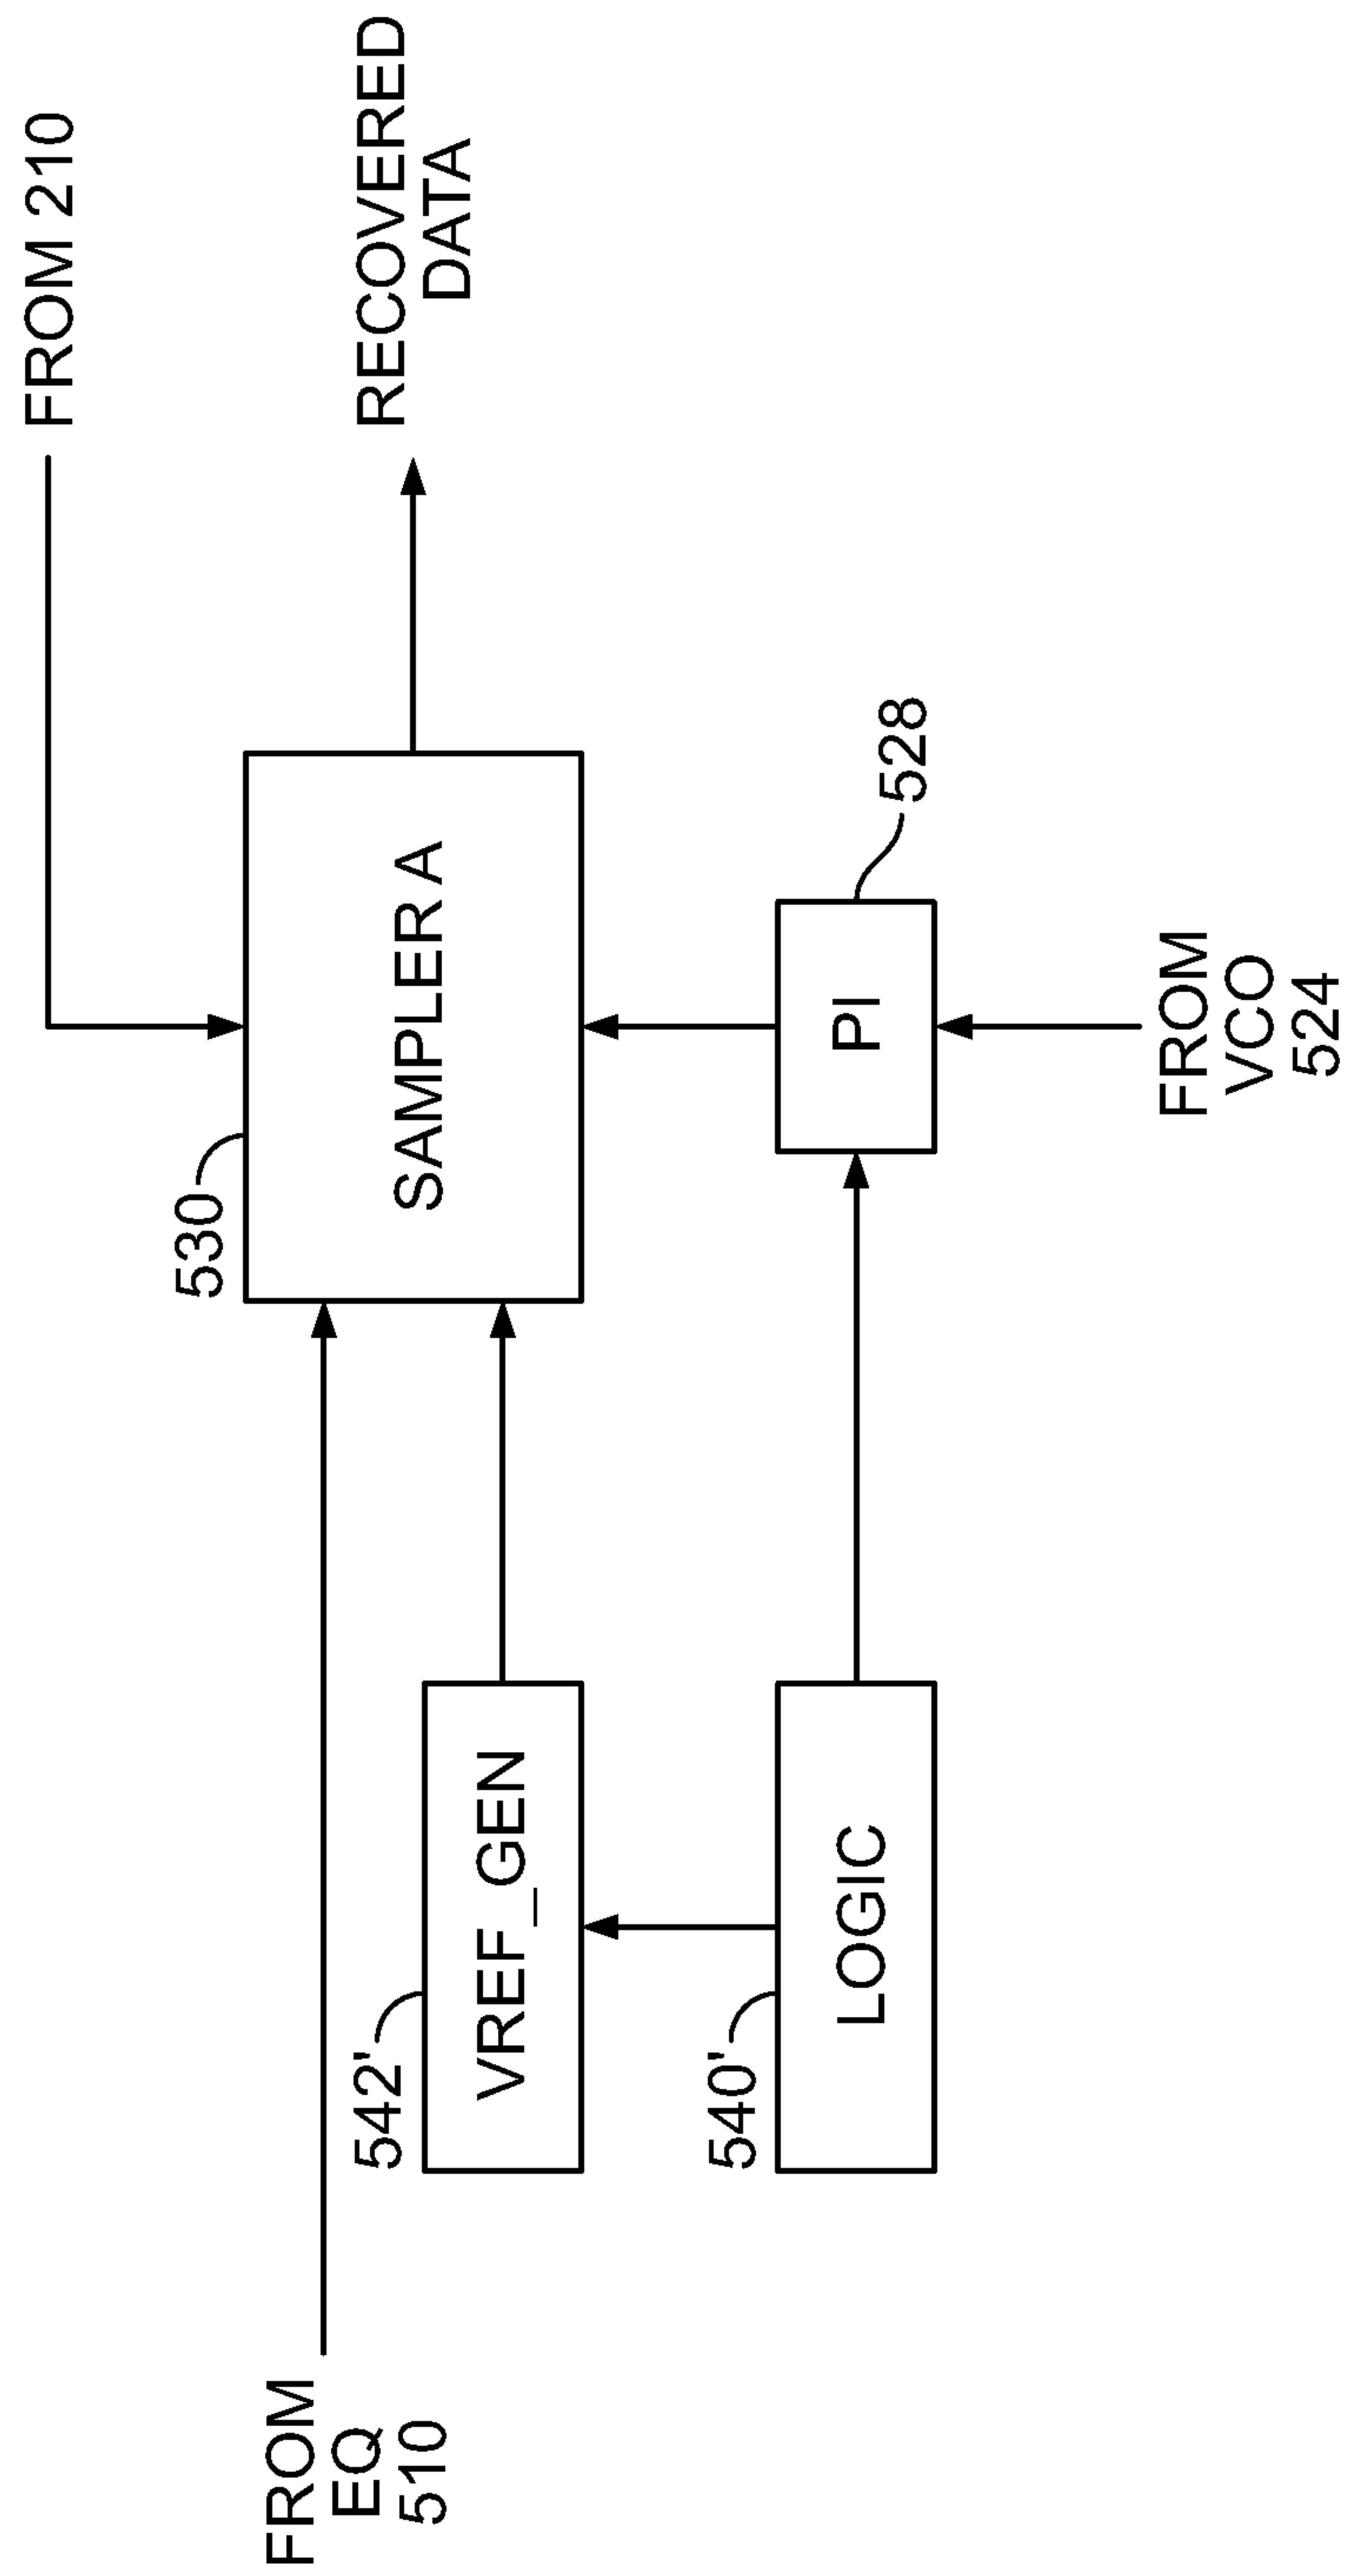 FROM 210
530
SAMPLER A
RECOVERED
DATA
FROM
EQ
510
542'
VREF_GEN
540'
LOGIC
PI
528
FROM
VCO
524